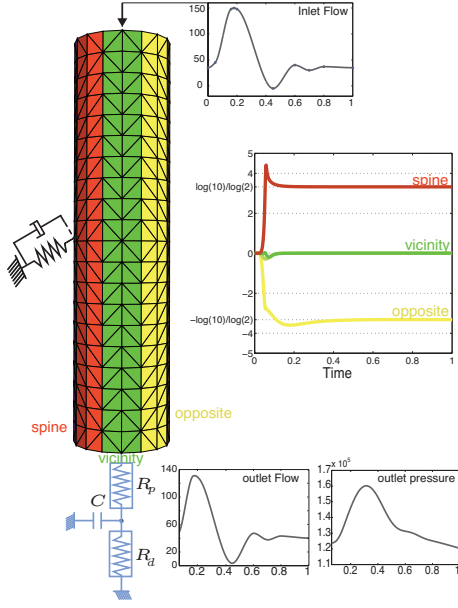 150
100
50
0
Inlet Flow
0
0.2
0.4
0.6
0.8
1
5
log(10)/log(2)
2
0
−2
−log(10)/log(2)
−4
−5
spine
vicinity
opposite
0
0.2
0.4
0.6
0.8
1
Time
spine
opposite
vicinity
R_p
C
R_d
140
120
80
40
0
outlet Flow
0.2
0.4
0.6
0.8
1
1.7 x 10^5
1.6
1.5
1.4
1.3
1.2
1.1
outlet pressure
0.2
0.4
0.6
0.8
1